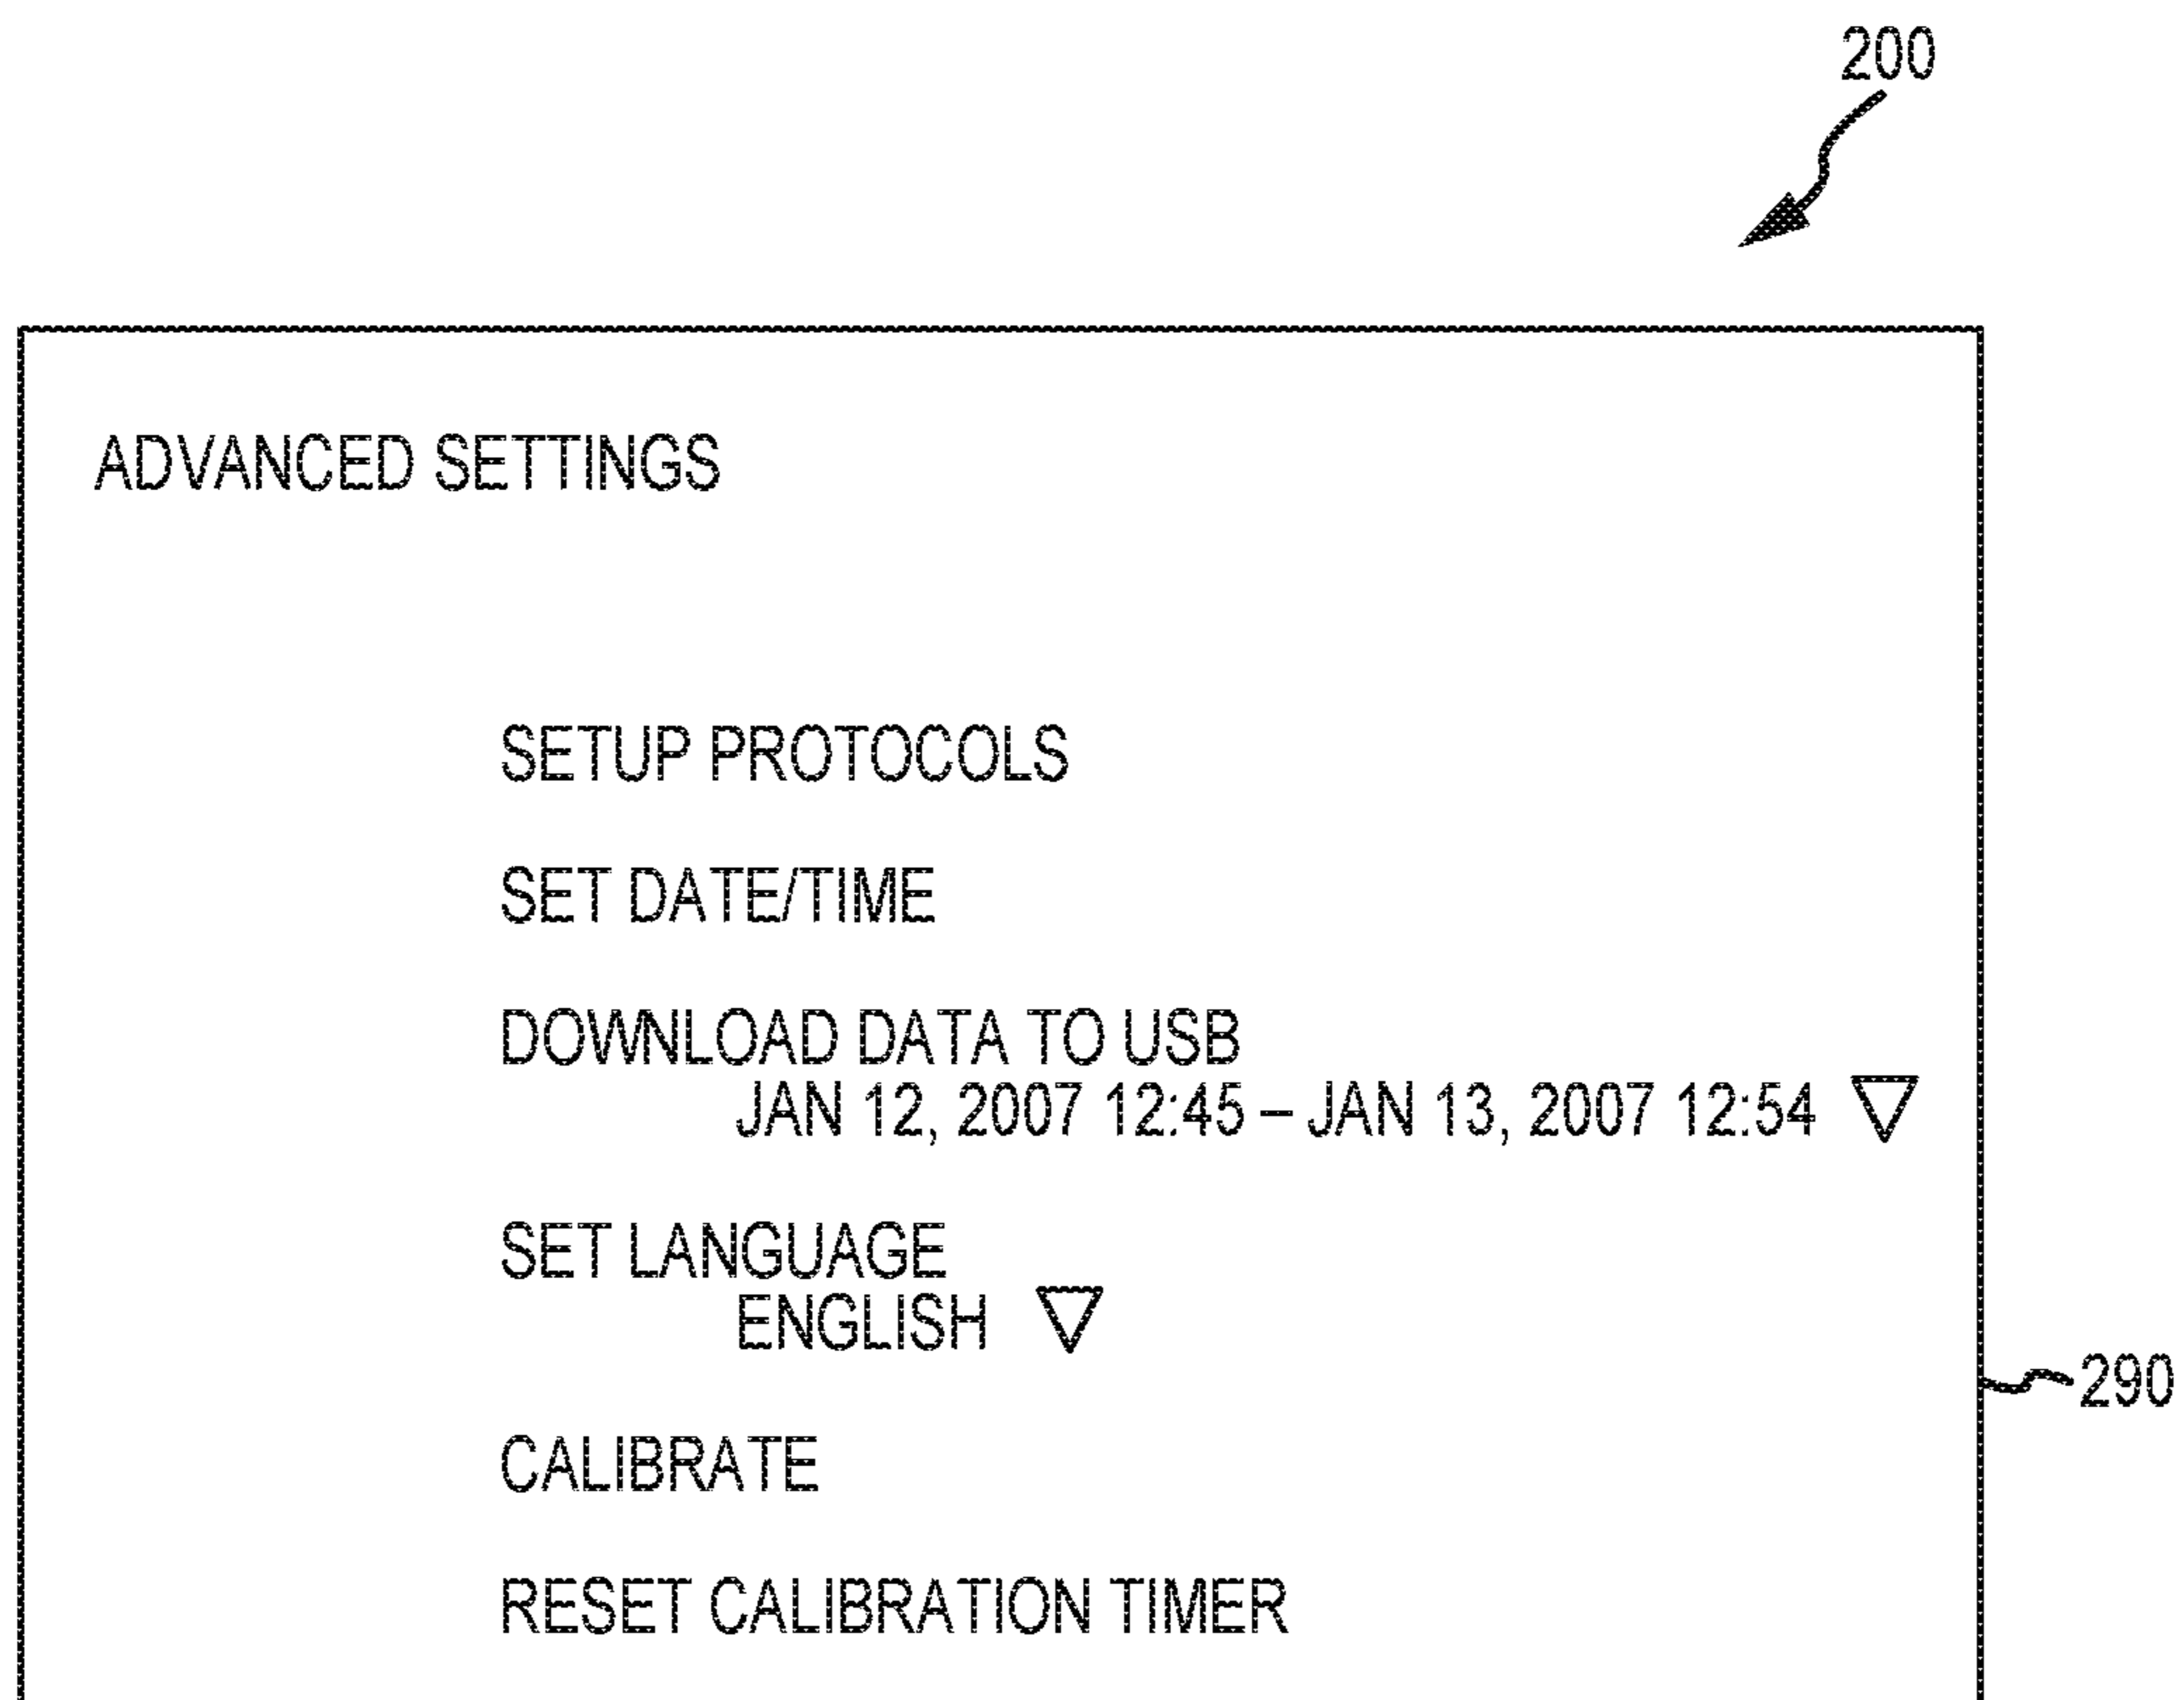 200
ADVANCED SETTINGS
SETUP PROTOCOLS
SET DATE/TIME
DOWNLOAD DATA TO USB
JAN 12, 2007 12:45 – JAN 13, 2007 12:54
SET LANGUAGE
ENGLISH
290
CALIBRATE
RESET CALIBRATION TIMER